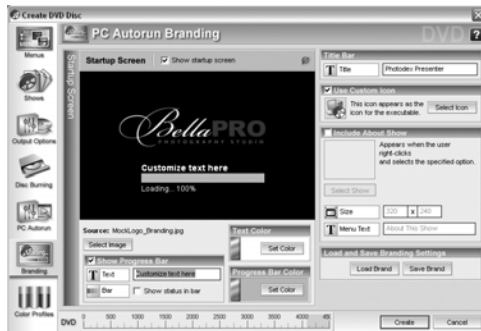 Create DVD Disc
PC Autorun Branding
DVD
?
Menus
Shows
Output Options
Disc Burning
PC Autorun
Branding
Color Profiles
Startup Screen
Startup Screen
Show startup screen
BellaPRO
PHOTOGRAPHY STUDIO
Customize text here
Loading... 100%
Source: MockLogo_Branding.jpg
Select Image
Show Progress Bar
T Text
Customize text here
Bar
Show status in bar
Text Color
Set Color
Progress Bar Color
Set Color
Title Bar
T Title
Photodex Presenter
Use Custom Icon
This icon appears as the
icon for the executable.
Select Icon
Include About Show
Appears when the user
right-clicks
and selects the specified option.
Select Show
Size
320 x 240
T Menu Text
About This Show
Load and Save Branding Settings
Load Brand
Save Brand
DVD
0 500 1000 1500 2000 2500 3000 3500 4000 45
Create
Cancel